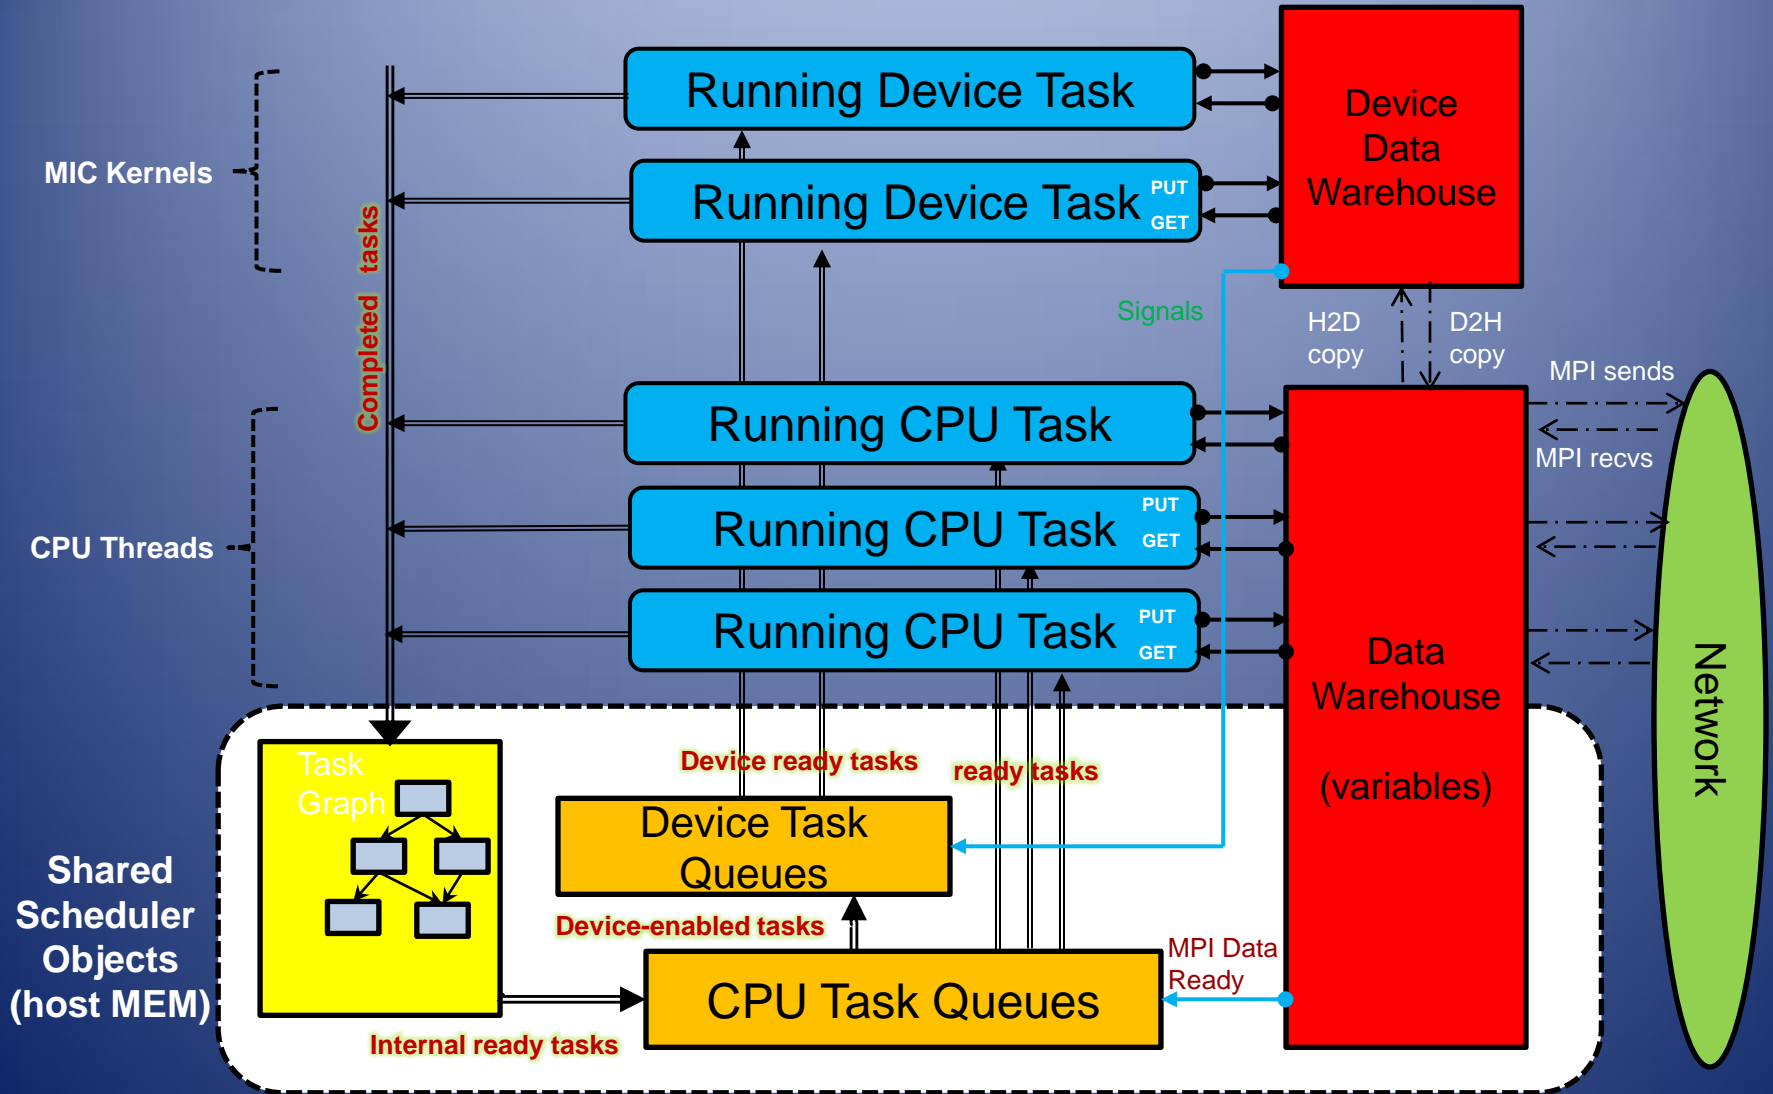 Running Device Task
Device
Data
Warehouse
MIC Kernels
Running Device Task
PUT
GET
Completed tasks
Signals
H2D
copy
D2H
copy
MPI sends
Running CPU Task
MPI recvs
CPU Threads
Running CPU Task
PUT
GET
Running CPU Task
PUT
GET
Data
Warehouse
(variables)
Network
Task
Graph
Device ready tasks
ready tasks
Device Task
Queues
Shared
Scheduler
Objects
(host MEM)
Device-enabled tasks
MPI Data
Ready
CPU Task Queues
Internal ready tasks